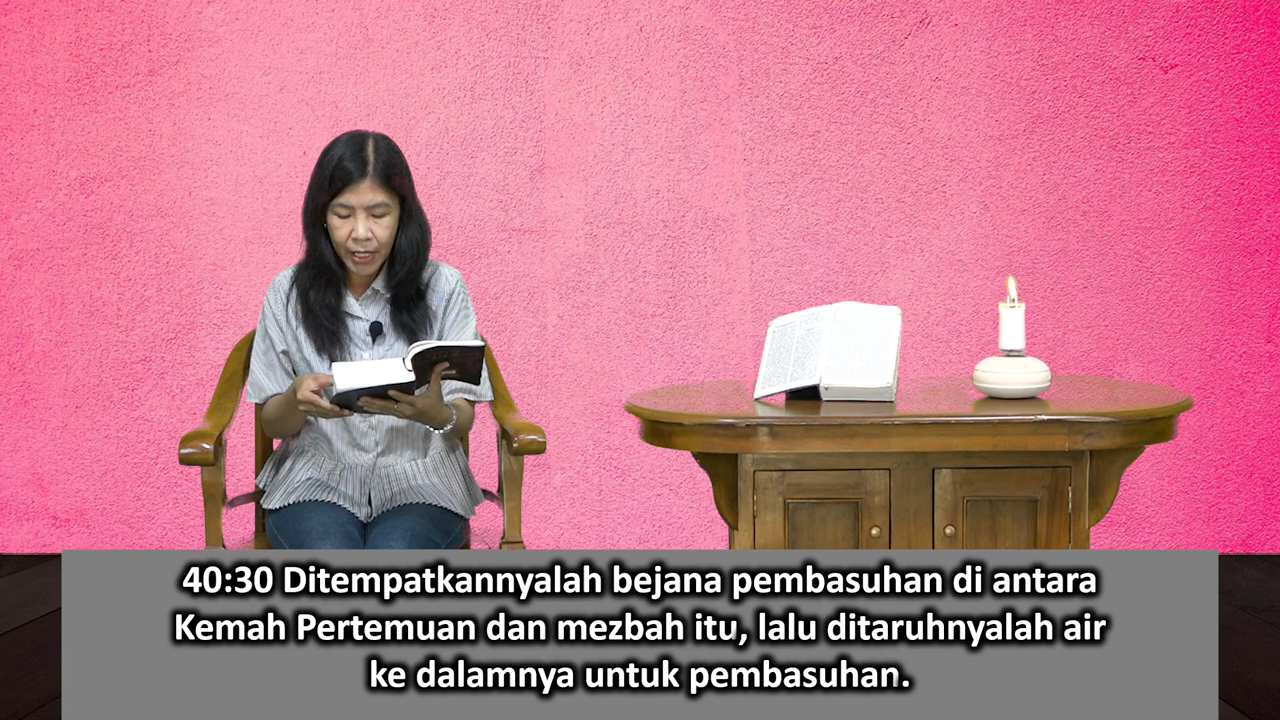 40:30 Ditempatkannyalah bejana pembasuhan di antara
Kemah Pertemuan dan mezbah itu, lalu ditaruhnyalah air
ke dalamnya untuk pembasuhan.